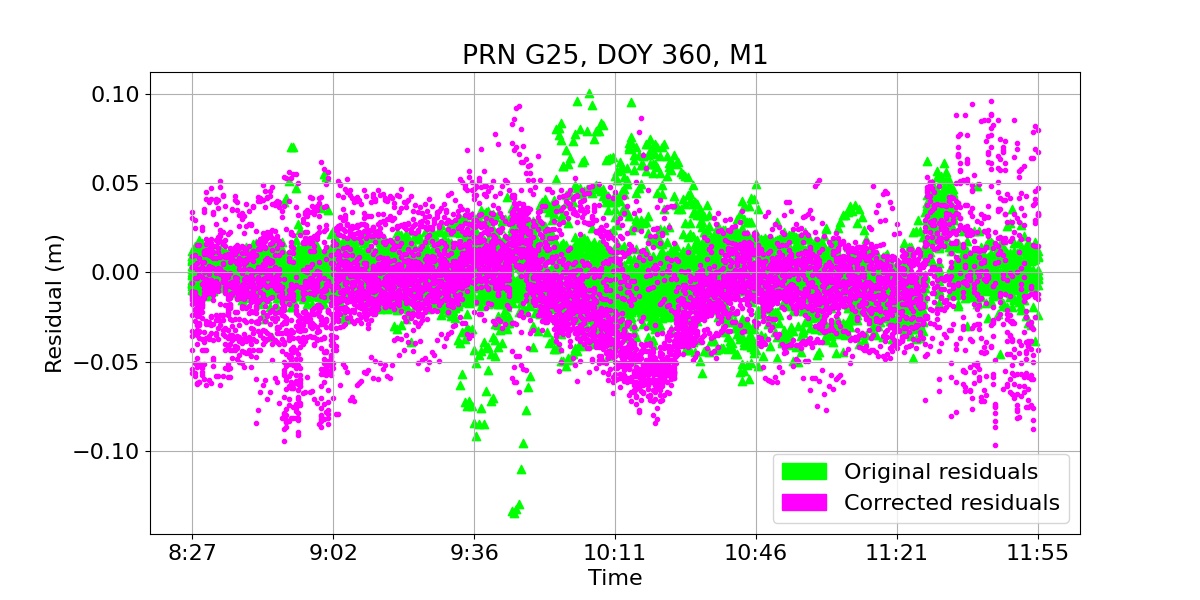 PRN G25, DOY 360, M1
Residual (m)
0.10
0.05
0.00
−0.05
−0.10
Original residuals
Corrected residuals
8:27 9:02 9:36 10:11 10:46 11:21 11:55
Time